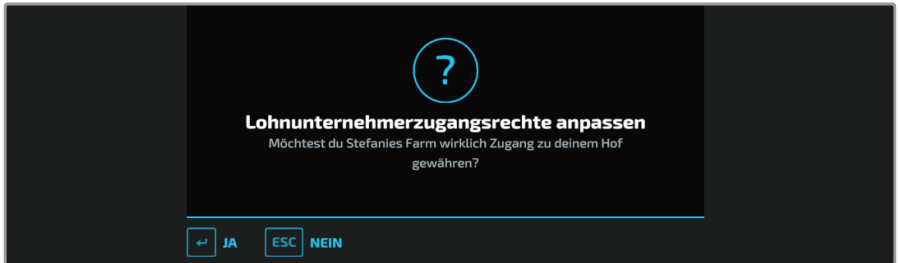 ?
Lohnunternehmerzugangsrechte anpassen
Möchtest du Stefanies Farm wirklich Zugang zu deinem Hof
gewähren?
↵ JA ESC NEIN